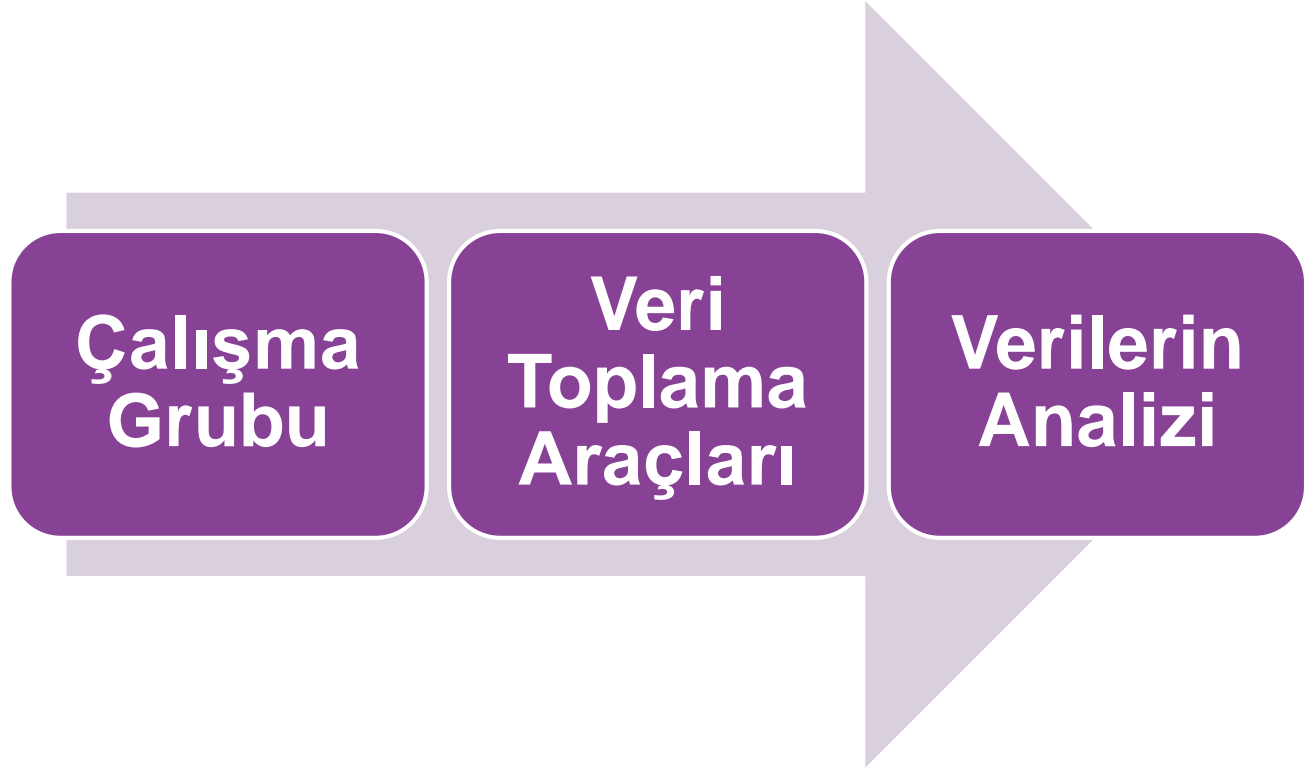 Çalışma
Grubu
Veri
Toplama
Araçları
Verilerin
Analizi